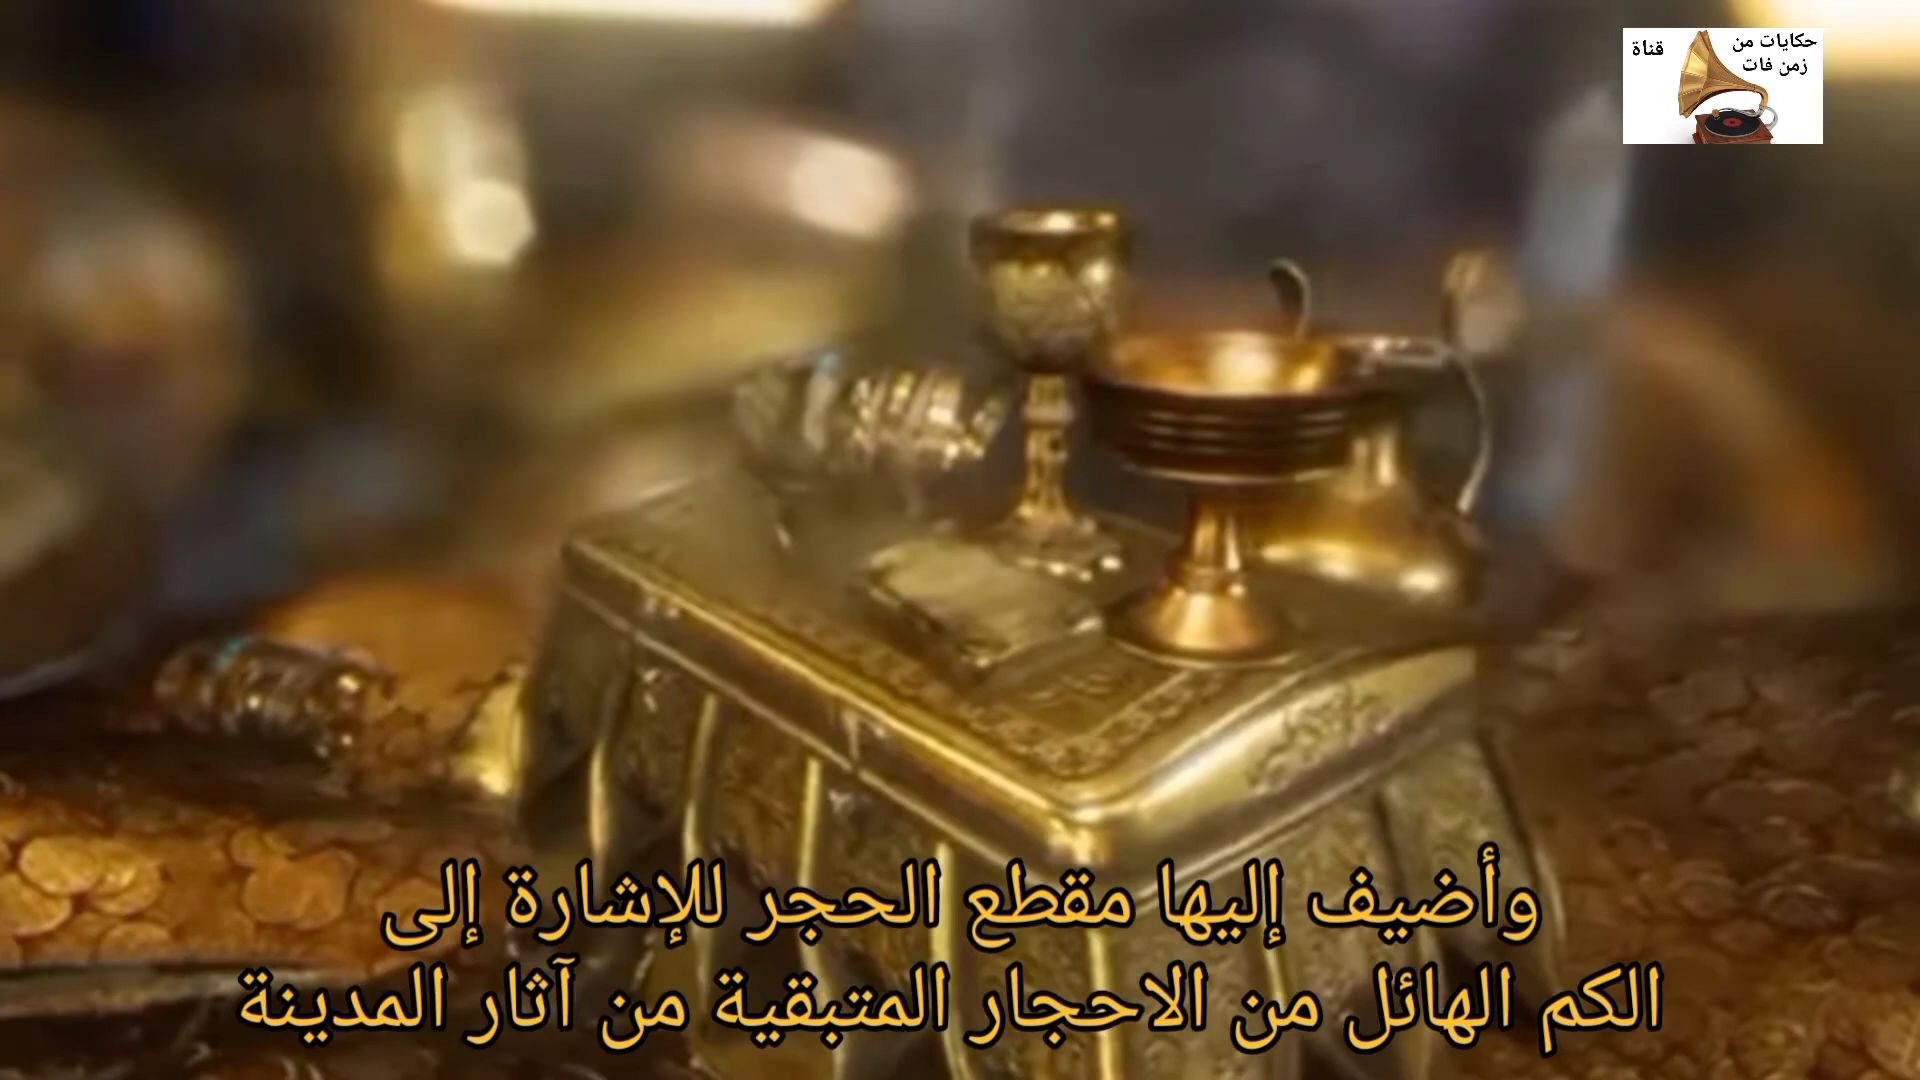 قناة
حكايات من
زمن فات
وأضيف إليها مقطع الحجر للإشارة إلى
الكم الهائل من الاحجار المتبقية من آثار المدينة